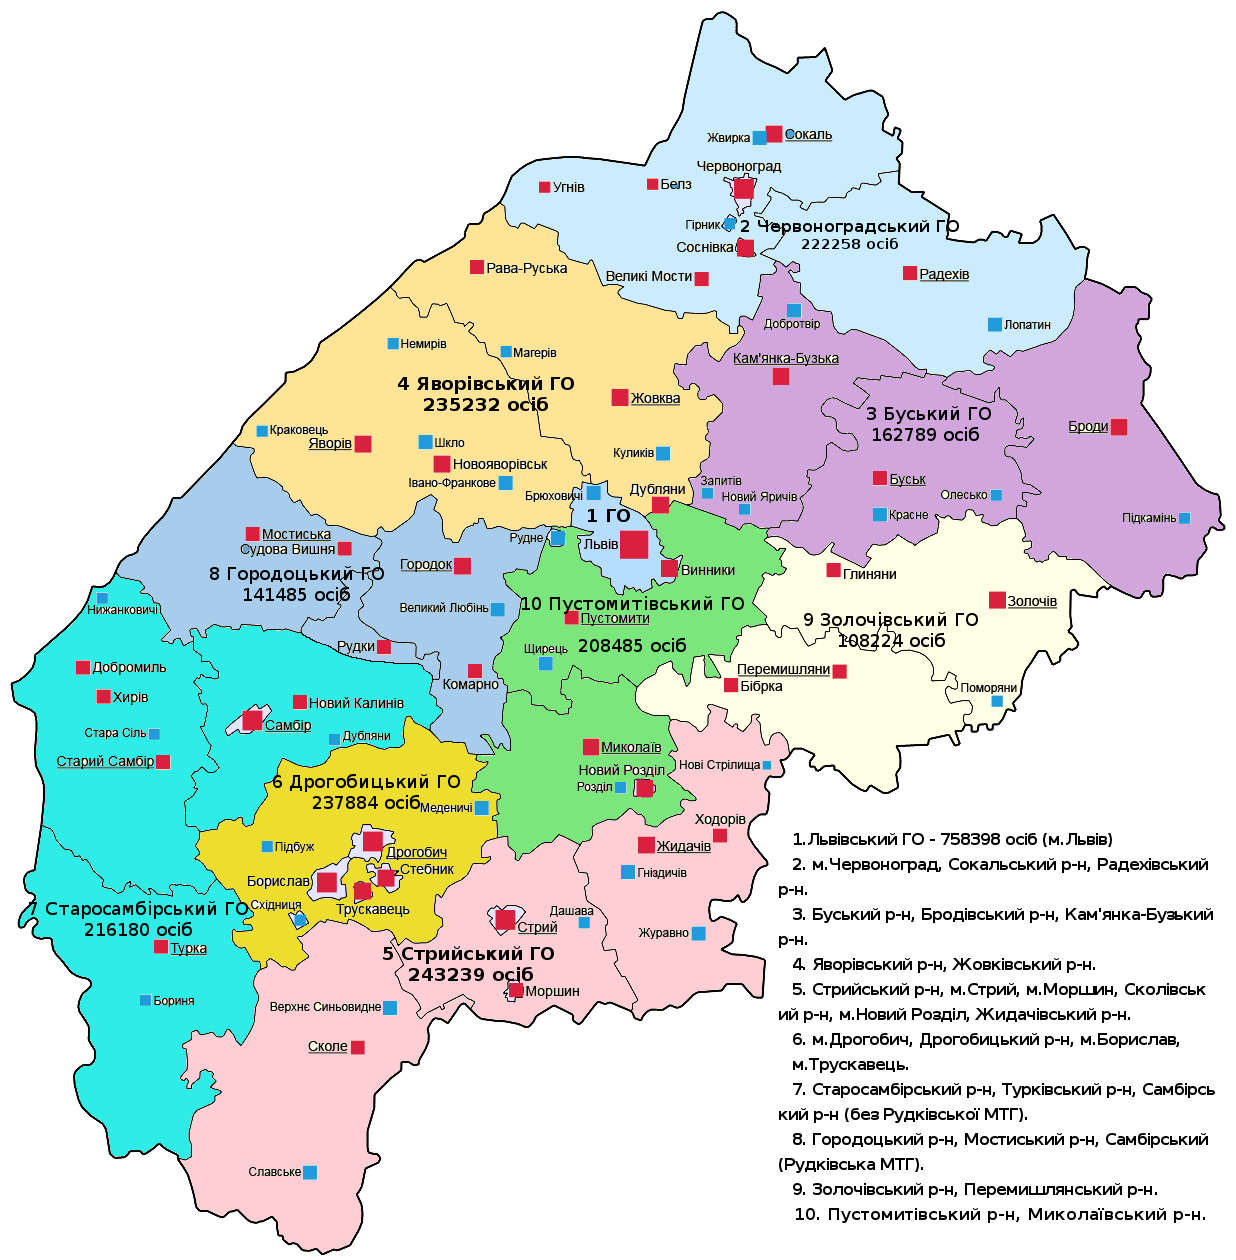 Жвирка
Сокаль
Червоноград
Угнів
Белз
Гірник
2 Червоноградський ГО
222258 осіб
Соснівка
Рава-Руська
Великі Мости
Радехів
Добротвір
Лопатин
Немирів
Магерів
Кам'янка-Бузька
4 Яворівський ГО
235232 осіб
Жовква
3 Буський ГО
162789 осіб
Броди
Краковець
Яворів
Шкло
Новояворівськ
Куликів
Івано-Франкове
Брюховичі
Дубляни
Запитів
Новий Яричів
Буськ
Олесько
Красне
Підкамінь
1 ГО
Львів
Рудне
Мостиська
Судова Вишня
8 Городоцький ГО
141485 осіб
Городок
Винники
Глиняни
Нижанковичі
Великий Любінь
10 Пустомитівський ГО
Пустомити
208485 осіб
Золочів
9 Золочівський ГО
108224 осіб
Рудки
Щирець
Добромиль
Хирів
Комарно
Перемишляни
Бібрка
Поморяни
Новий Калинів
Самбір
Стара Сіль
Дубляни
Старий Самбір
Миколаїв
Новий Розділ
Розділ
Нові Стрілища
6 Дрогобицький ГО
237884 осіб
Меденичі
Ходорів
Підбуж
Дрогобич
Жидачів
Борислав
Стебник
Гніздичів
Трускавець
Східниця
7 Старосамбірський ГО
216180 осіб
Турка
Стрий
Дашава
Журавно
5 Стрийський ГО
243239 осіб
Моршин
Бориня
Верхнє Синьовидне
Сколе
Славське
1.Львівський ГО - 758398 осіб (м.Львів)
2. м.Червоноград, Сокальський р-н, Радехівський
р-н.
3. Буський р-н, Бродівський р-н, Кам'янка-Бузький
р-н.
4. Яворівський р-н, Жовківський р-н.
5. Стрийський р-н, м.Стрий, м.Моршин, Сколівськ
ий р-н, м.Новий Розділ, Жидачівський р-н.
6. м.Дрогобич, Дрогобицький р-н, м.Борислав,
м.Трускавець.
7. Старосамбірський р-н, Турківський р-н, Самбірсь
кий р-н (без Рудківської МТГ).
8. Городоцький р-н, Мостиський р-н, Самбірський
(Рудківська МТГ).
9. Золочівський р-н, Перемишлянський р-н.
10. Пустомитівський р-н, Миколаївський р-н.